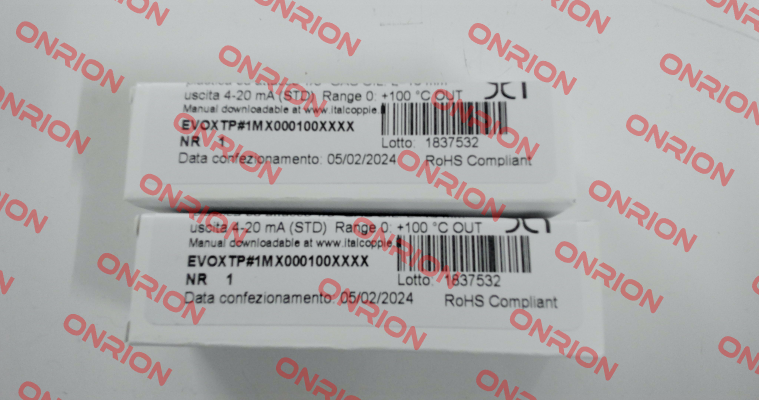 uscita 4-20 mA (STD) Range 0: +100 °C OUT
Manual downloadable at www.italcoppie.
EVOXTP#1MX000100XXXX
NR 1
Lotto: 1837532
Data confezionamento: 05/02/2024 RoHS Compliant
uscita 4-20 mA (STD) Range 0: +100 °C OUT
Manual downloadable at www.italcoppie.
EVOXTP#1MX000100XXXX
NR 1
Lotto: 1837532
Data confezionamento: 05/02/2024 RoHS Compliant
ONRION